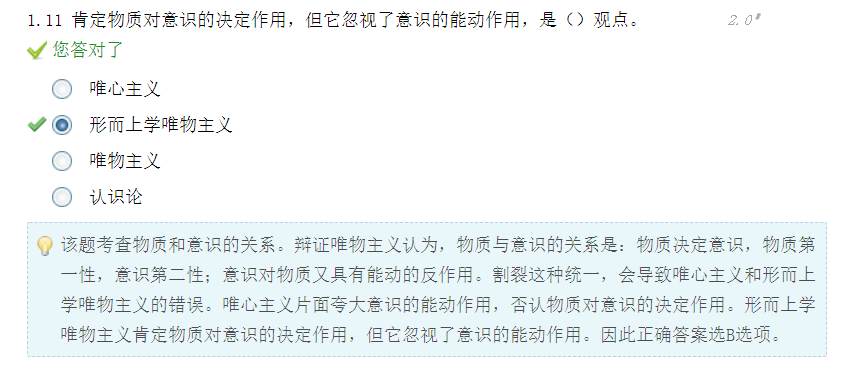 1.11 肯定物质对意识的决定作用，但它忽视了意识的能动作用，是（）观点。 2.0'
您答对了
唯心主义
形而上学唯物主义
唯物主义
认识论
该题考查物质和意识的关系。辩证唯物主义认为，物质与意识的关系是：物质决定意识，物质第
一性，意识第二性；意识对物质又具有能动的反作用。割裂这种统一，会导致唯心主义和形而上
学唯物主义的错误。唯心主义片面夸大意识的能动作用，否认物质对意识的决定作用。形而上学
唯物主义肯定物质对意识的决定作用，但它忽视了意识的能动作用。因此正确答案选B选项。